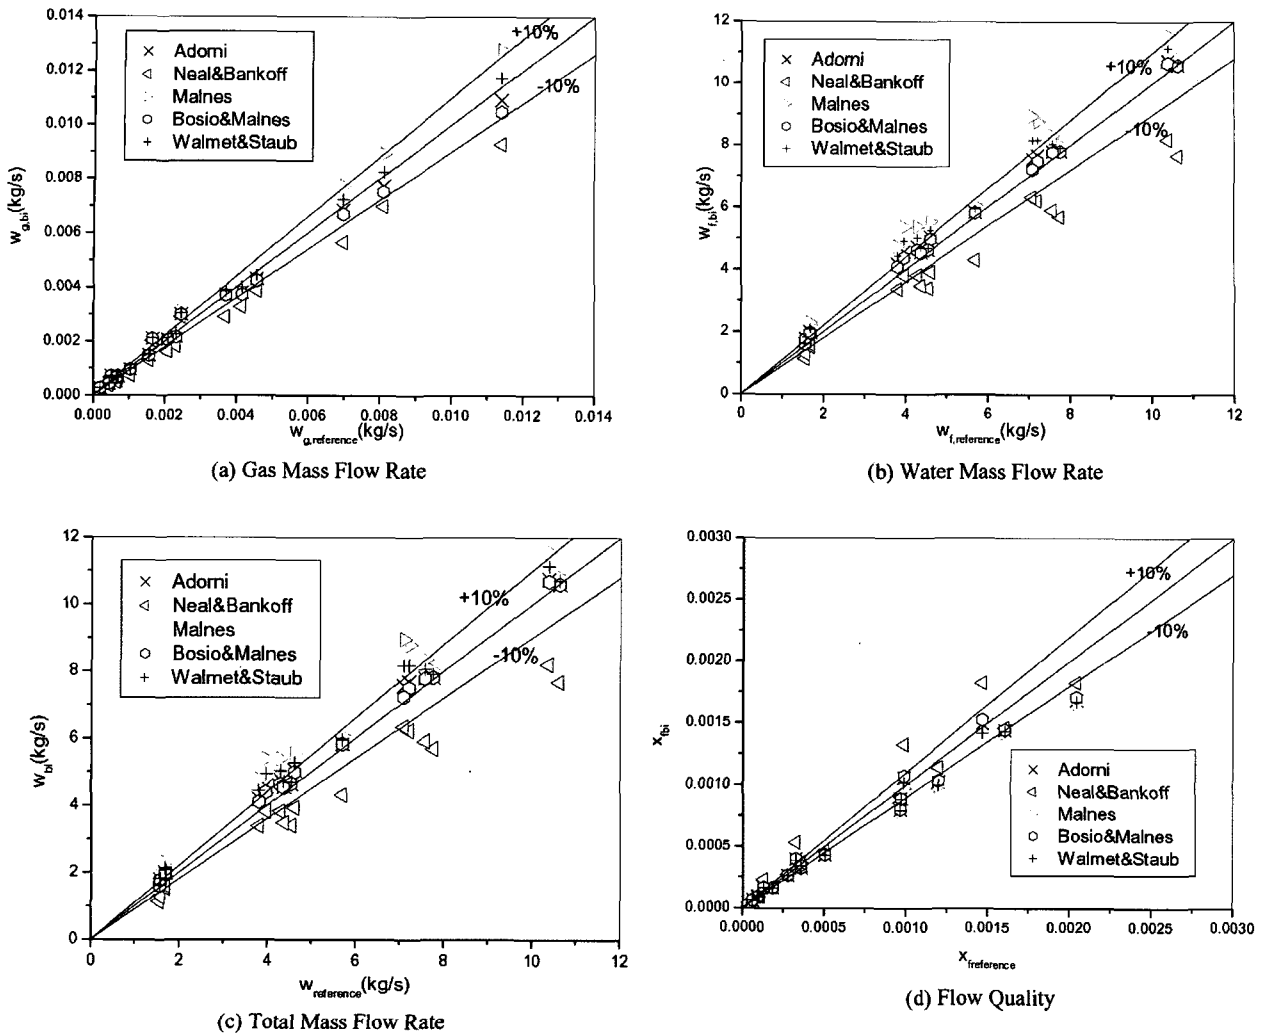 0.014
0.012
0.010
0.008
0.006
0.004
0.002
0.000
w_g,bi(kg/s)
Adorni
Neal&Bankoff
Malnes
Bosio&Malnes
Walmet&Staub
+10%
-10%
0.000 0.002 0.004 0.006 0.008 0.010 0.012 0.014
w_g,reference(kg/s)
(a) Gas Mass Flow Rate
12
10
8
6
4
2
0
w_f,bi(kg/s)
Adorni
Neal&Bankoff
Malnes
Bosio&Malnes
Walmet&Staub
+10%
-10%
0 2 4 6 8 10 12
w_f,reference(kg/s)
(b) Water Mass Flow Rate
12
10
8
6
4
2
0
w_bi(kg/s)
Adorni
Neal&Bankoff
Malnes
Bosio&Malnes
Walmet&Staub
+10%
-10%
0 2 4 6 8 10 12
w_reference(kg/s)
(c) Total Mass Flow Rate
0.0030
0.0025
0.0020
0.0015
0.0010
0.0005
0.0000
x_fbi
+10%
-10%
Adorni
Neal&Bankoff
Malnes
Bosio&Malnes
Walmet&Staub
0.0000 0.0005 0.0010 0.0015 0.0020 0.0025 0.0030
x_freference
(d) Flow Quality